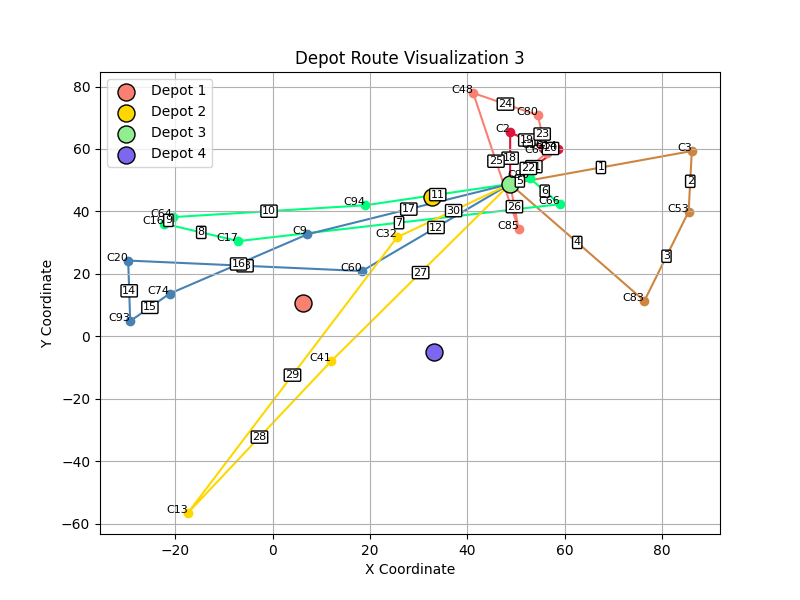 Depot Route Visualization 3
Depot 1
Depot 2
Depot 3
Depot 4
Y Coordinate
X Coordinate
80
60
40
20
0
−20
−40
−60
−20
0
20
40
60
80
C48
24
C80
C2
23
19
C3
18
25
22
1
2
5
6
C66
C94
11
10
C64
9
17
30
C53
7
26
C16
8
C17
C9
C32
12
C85
4
3
C20
16
C60
27
14
C74
15
C93
C83
C41
29
28
C13